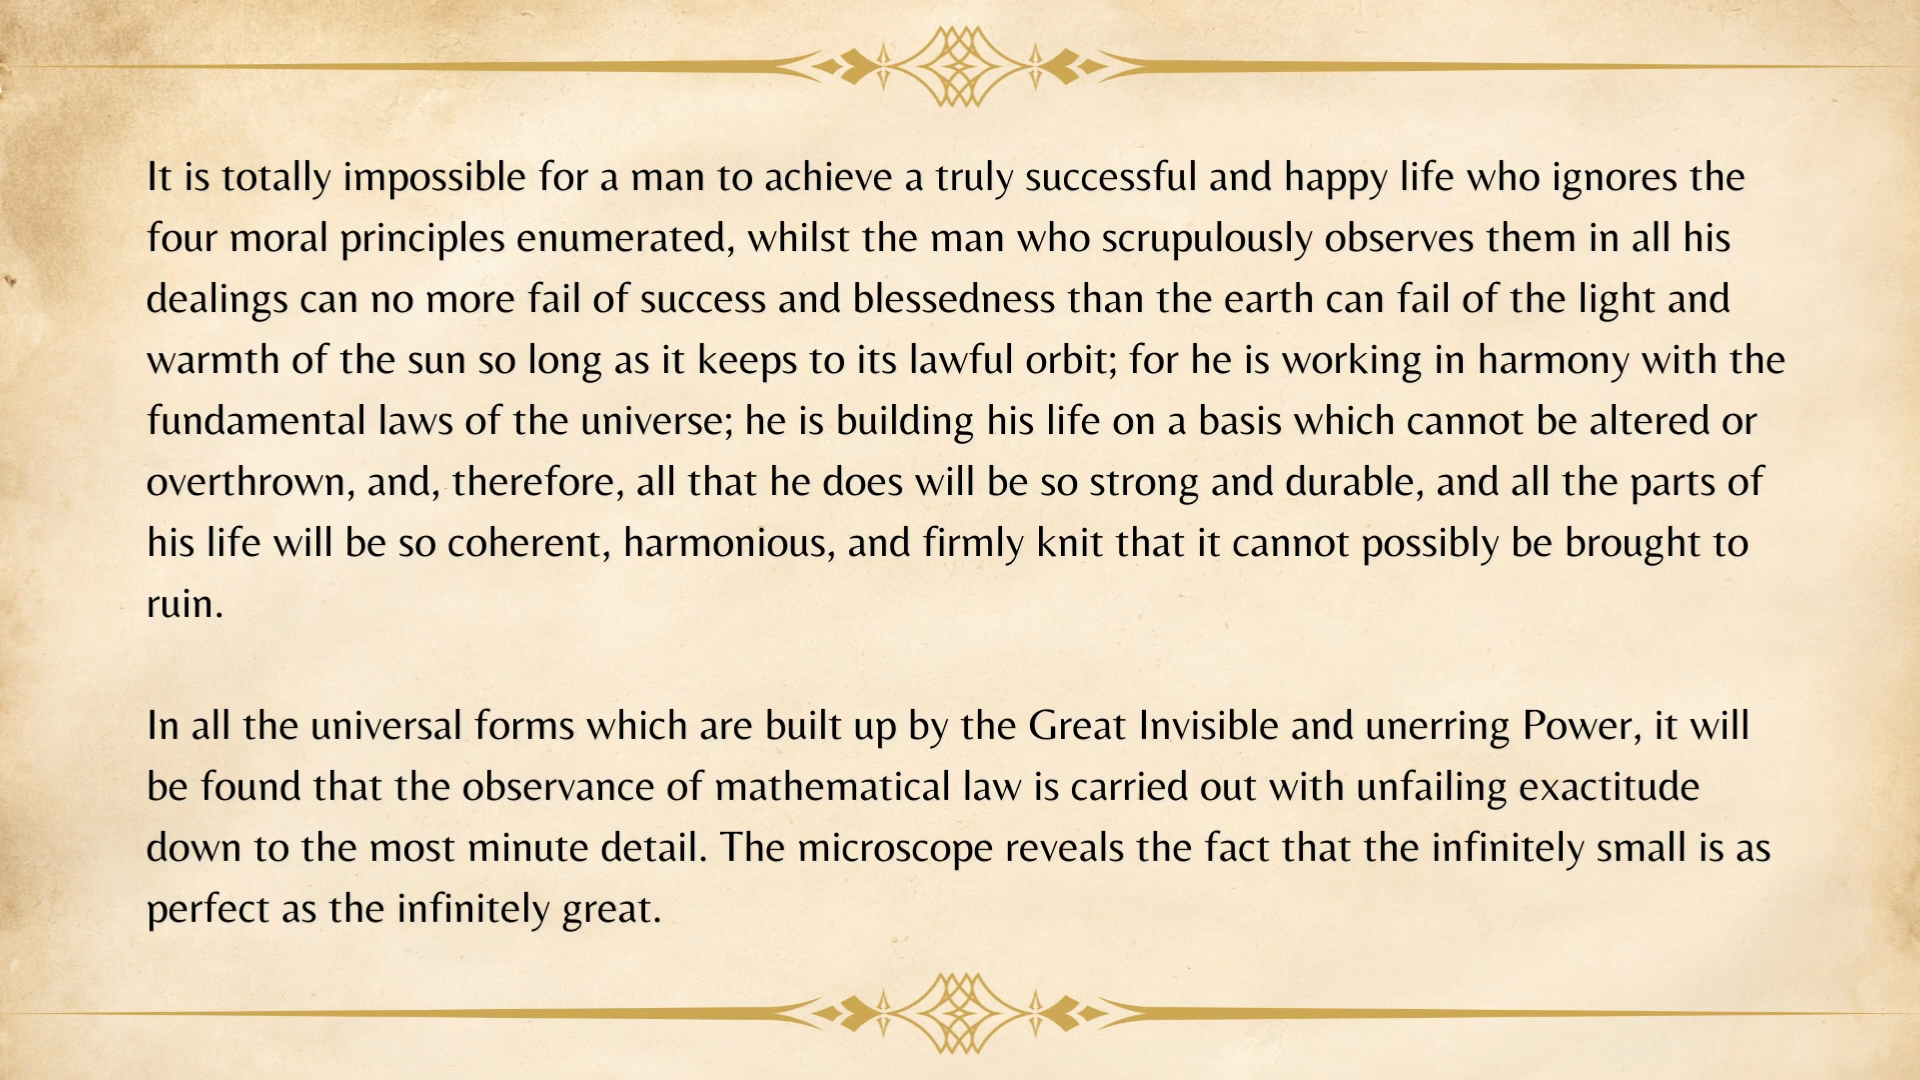 It is totally impossible for a man to achieve a truly successful and happy life who ignores the
four moral principles enumerated, whilst the man who scrupulously observes them in all his
dealings can no more fail of success and blessedness than the earth can fail of the light and
warmth of the sun so long as it keeps to its lawful orbit; for he is working in harmony with the
fundamental laws of the universe; he is building his life on a basis which cannot be altered or
overthrown, and, therefore, all that he does will be so strong and durable, and all the parts of
his life will be so coherent, harmonious, and firmly knit that it cannot possibly be brought to
ruin.
In all the universal forms which are built up by the Great Invisible and unerring Power, it will
be found that the observance of mathematical law is carried out with unfailing exactitude
down to the most minute detail. The microscope reveals the fact that the infinitely small is as
perfect as the infinitely great.